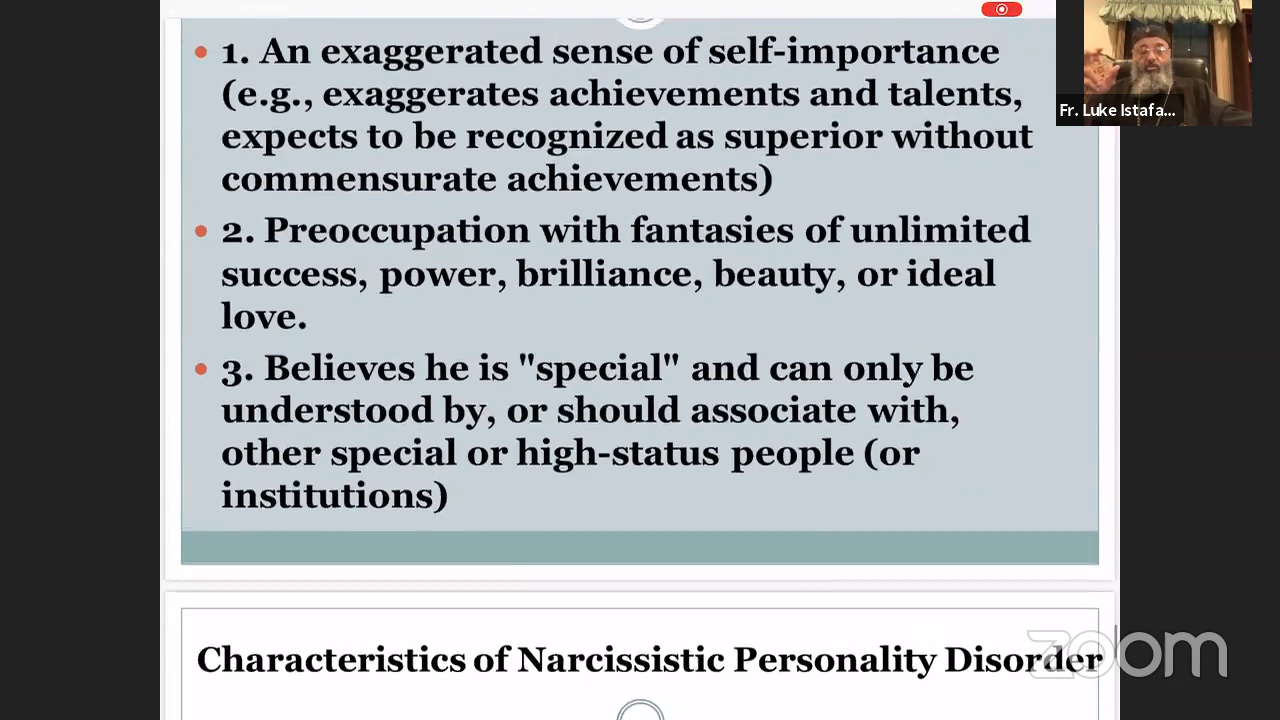 1. An exaggerated sense of self-importance
(e.g., exaggerates achievements and talents,
expects to be recognized as superior without
commensurate achievements)
2. Preoccupation with fantasies of unlimited
success, power, brilliance, beauty, or ideal
love.
3. Believes he is "special" and can only be
understood by, or should associate with,
other special or high-status people (or
institutions)
Fr. Luke Istafa...
Characteristics of Narcissistic Personality Disorder
zoom